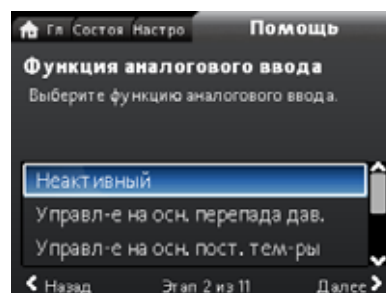 Гл Состоя Настро Помощь
Функция аналогового ввода
Выберите функцию аналогового ввода.
Неактивный
Управл-е на осн. перепада дав.
Управл-е на осн. пост. тем-ры
Назад Этап 2 из 11 Далее